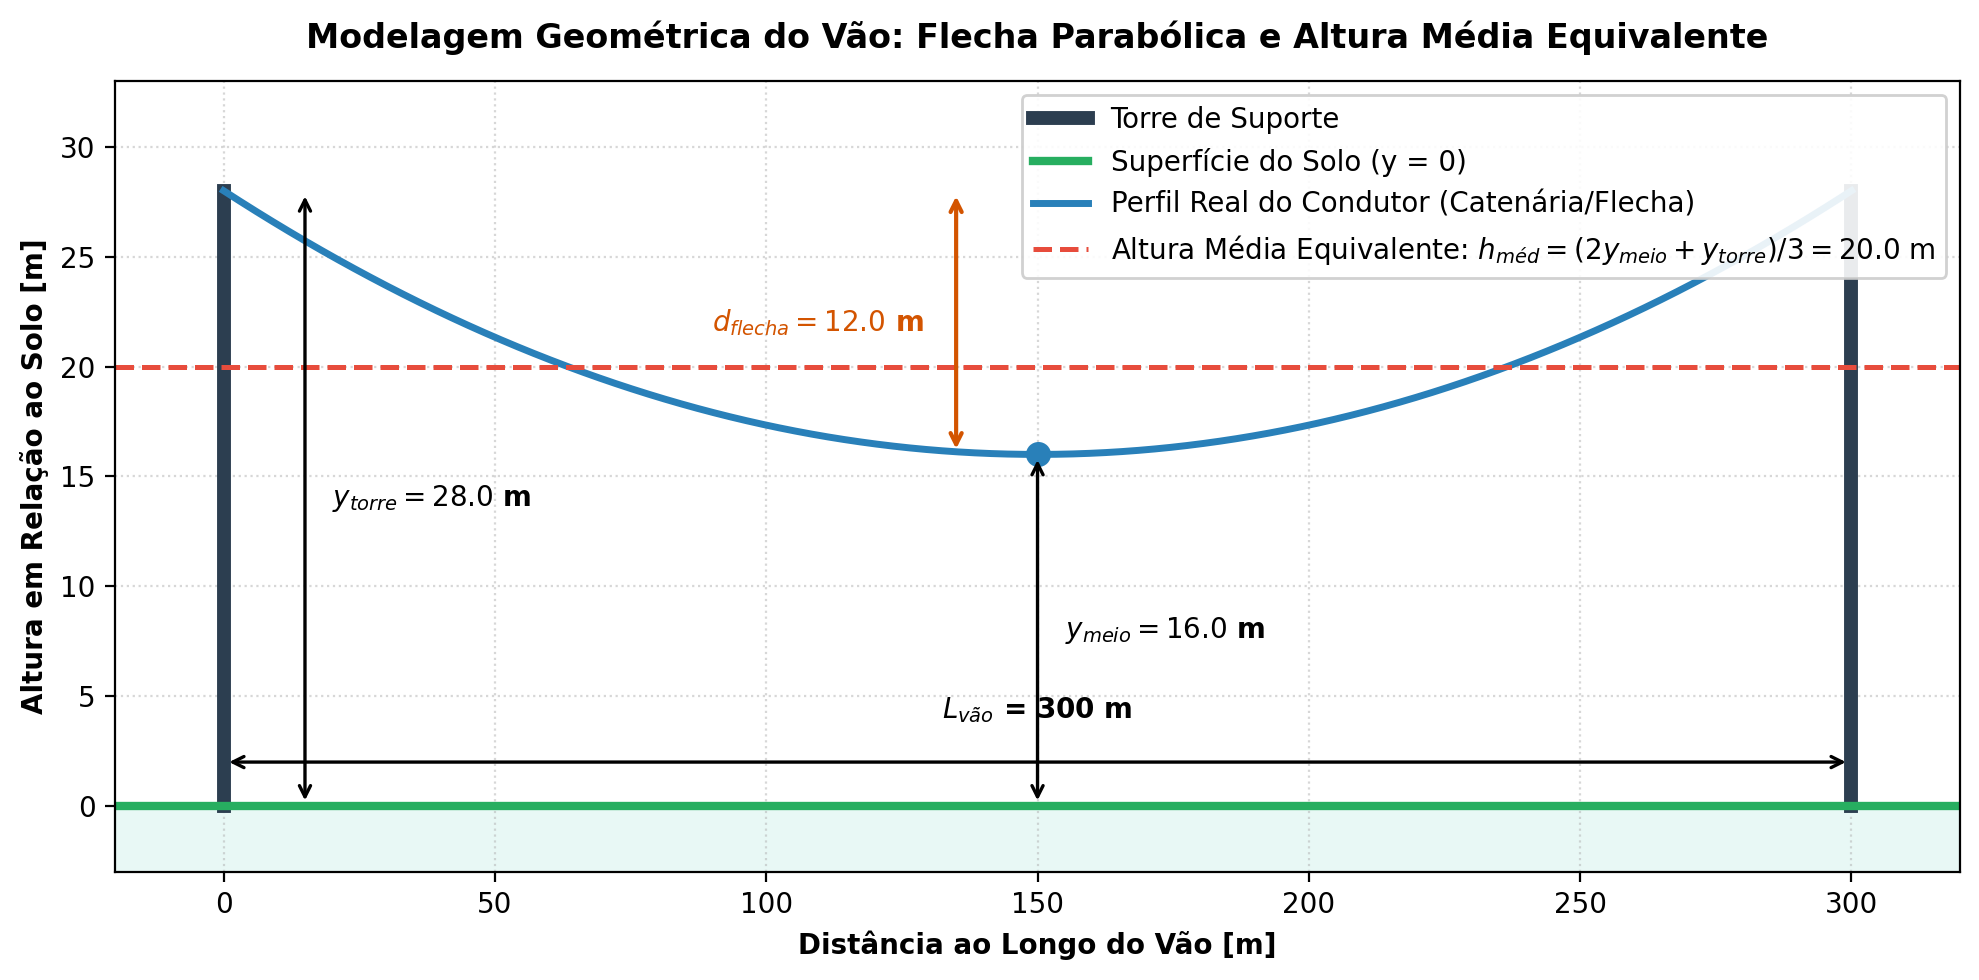 Modelagem Geométrica do Vão: Flecha Parabólica e Altura Média Equivalente
Torre de Suporte
Superfície do Solo (y = 0)
Perfil Real do Condutor (Catenária/Flecha)
Altura Média Equivalente: h_méd = (2y_meio + y_torre)/3 = 20.0 m
Altura em Relação ao Solo [m]
30
25
20
15
10
5
0
d_flecha = 12.0 m
y_torre = 28.0 m
y_meio = 16.0 m
L_vão = 300 m
0 50 100 150 200 250 300
Distância ao Longo do Vão [m]